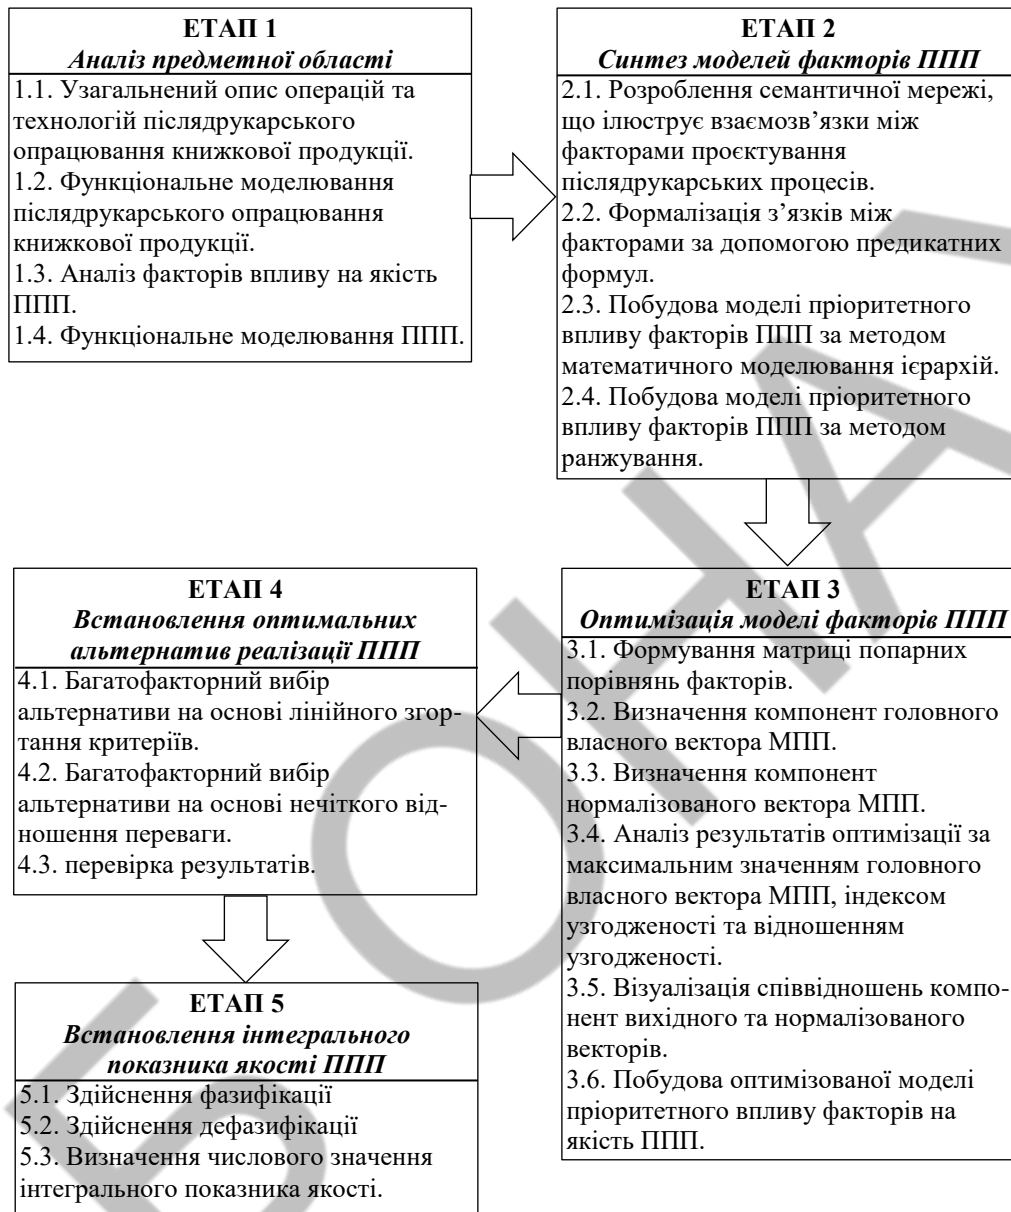 ЕТАП 1
Аналіз предметної області
1.1. Узагальнений опис операцій та
технологій післядрукарського
опрацювання книжкової продукції.
1.2. Функціональне моделювання
післядрукарського опрацювання
книжкової продукції.
1.3. Аналіз факторів впливу на якість
ППП.
1.4. Функціональне моделювання ППП.
ЕТАП 2
Синтез моделей факторів ППП
2.1. Розроблення семантичної мережі,
що ілюструє взаємозв’язки між
факторами проєктування
післядрукарських процесів.
2.2. Формалізація з’язків між
факторами за допомогою предикатних
формул.
2.3. Побудова моделі пріоритетного
впливу факторів ППП за методом
математичного моделювання ієрархій.
2.4. Побудова моделі пріоритетного
впливу факторів ППП за методом
ранжування.
ЕТАП 3
Оптимізація моделі факторів ППП
3.1. Формування матриці попарних
порівнянь факторів.
3.2. Визначення компонент головного
власного вектора МПП.
3.3. Визначення компонент
нормалізованого вектора МПП.
3.4. Аналіз результатів оптимізації за
максимальним значенням головного
власного вектора МПП, індексом
узгодженості та відношенням
узгодженості.
3.5. Візуалізація співвідношень компо-
нент вихідного та нормалізованого
векторів.
3.6. Побудова оптимізованої моделі
пріоритетного впливу факторів на
якість ППП.
ЕТАП 4
Встановлення оптимальних
альтернатив реалізації ППП
4.1. Багатофакторний вибір
альтернативи на основі лінійного згор-
тання критеріїв.
4.2. Багатофакторний вибір
альтернативи на основі нечіткого від-
ношення переваги.
4.3. перевірка результатів.
ЕТАП 5
Встановлення інтегрального
показника якості ППП
5.1. Здійснення фазифікації
5.2. Здійснення дефазифікації
5.3. Визначення числового значення
інтегрального показника якості.